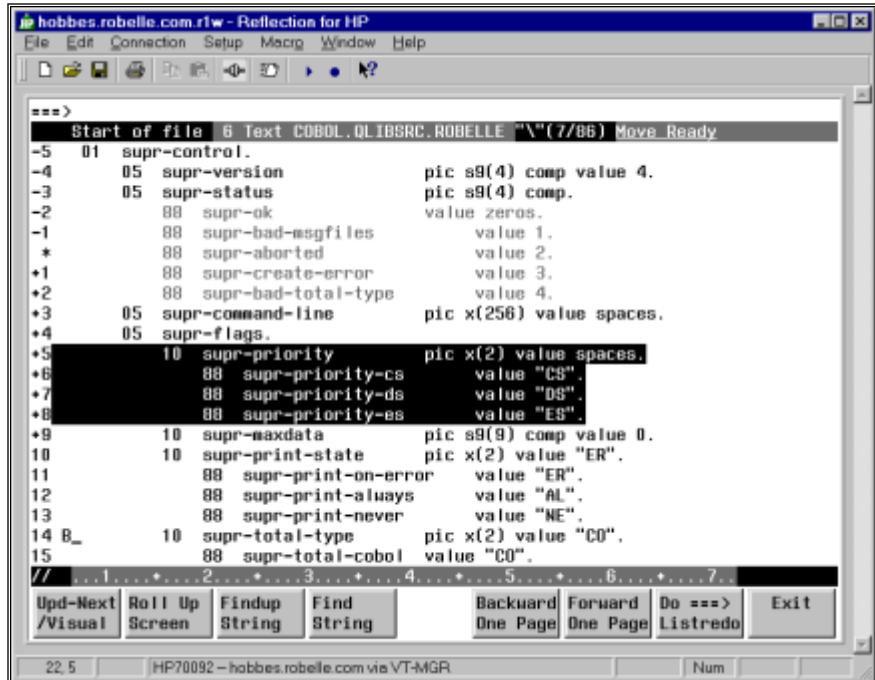 hobbes.robelle.com.r1w - Reflection for HP
File Edit Connection Setup Macro Window Help
===>
Start of file 6 Text COBOL.QLIBSRC.ROBELLE "\"(7/86) Move Ready
-5 01 supr-control.
-4 05 supr-version pic s9(4) comp value 4.
-3 05 supr-status pic s9(4) comp.
-2 88 supr-ok value zeros.
-1 88 supr-bad-msgfiles value 1.
* 88 supr-aborted value 2.
+1 88 supr-create-error value 3.
+2 88 supr-bad-total-type value 4.
+3 05 supr-command-line pic x(256) value spaces.
+4 05 supr-flags.
+5 10 supr-priority pic x(2) value spaces.
+6 88 supr-priority-cs value "CS".
+7 88 supr-priority-ds value "DS".
+8 88 supr-priority-es value "ES".
+9 10 supr-maxdata pic s9(9) comp value 0.
10 10 supr-print-state pic x(2) value "ER".
11 88 supr-print-on-error value "ER".
12 88 supr-print-always value "AL".
13 88 supr-print-never value "NE".
14 B_ 10 supr-total-type pic x(2) value "CO".
15 88 supr-total-cobol value "CO".
// ...1....+....2....+....3....+....4....+....5....+....6....+....7..
Upd-Next Roll Up Findup Find Backward Forward Do ===> Exit
/Visual Screen String String One Page One Page Listredo
22, 5 HP70092 – hobbes.robelle.com via VT-MGR Num